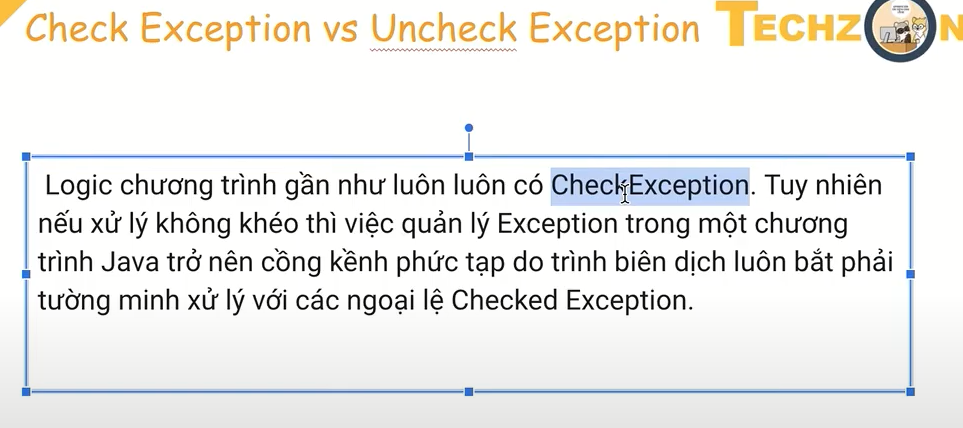 Check Exception vs Uncheck Exception
TECHZ N
Logic chương trình gần như luôn luôn có CheckException. Tuy nhiên
nếu xử lý không khéo thì việc quản lý Exception trong một chương
trình Java trở nên cồng kềnh phức tạp do trình biên dịch luôn bắt phải
tường minh xử lý với các ngoại lệ Checked Exception.